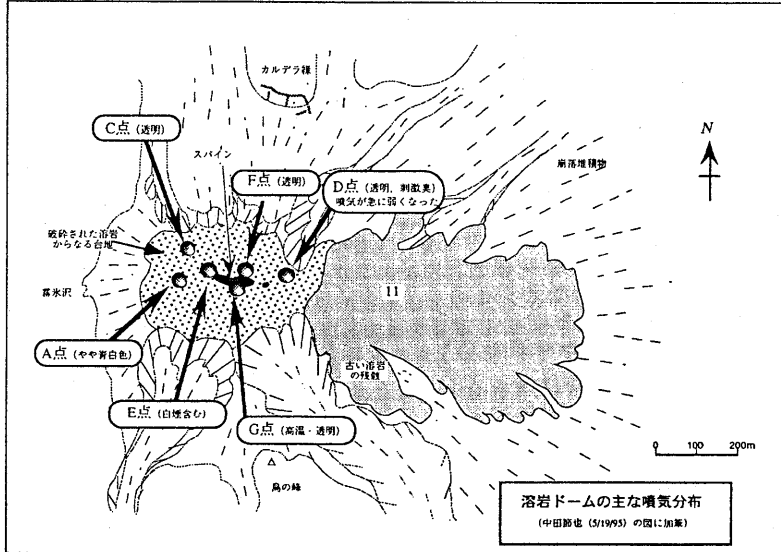 カルデラ縁
C点 (透明)
N
スパイン
F点 (透明)
D点 (透明, 刺激臭)
噴気が急に弱くなった
崩落堆積物
破砕された溶岩
からなる台地
11
霧氷沢
A点 (やや青白色)
古い溶岩
の残骸
E点 (白煙含む)
G点 (高温・透明)
0 100 200m
鳥の峰
溶岩ドームの主な噴気分布
(中田節也 (5/19/95) の図に加筆)